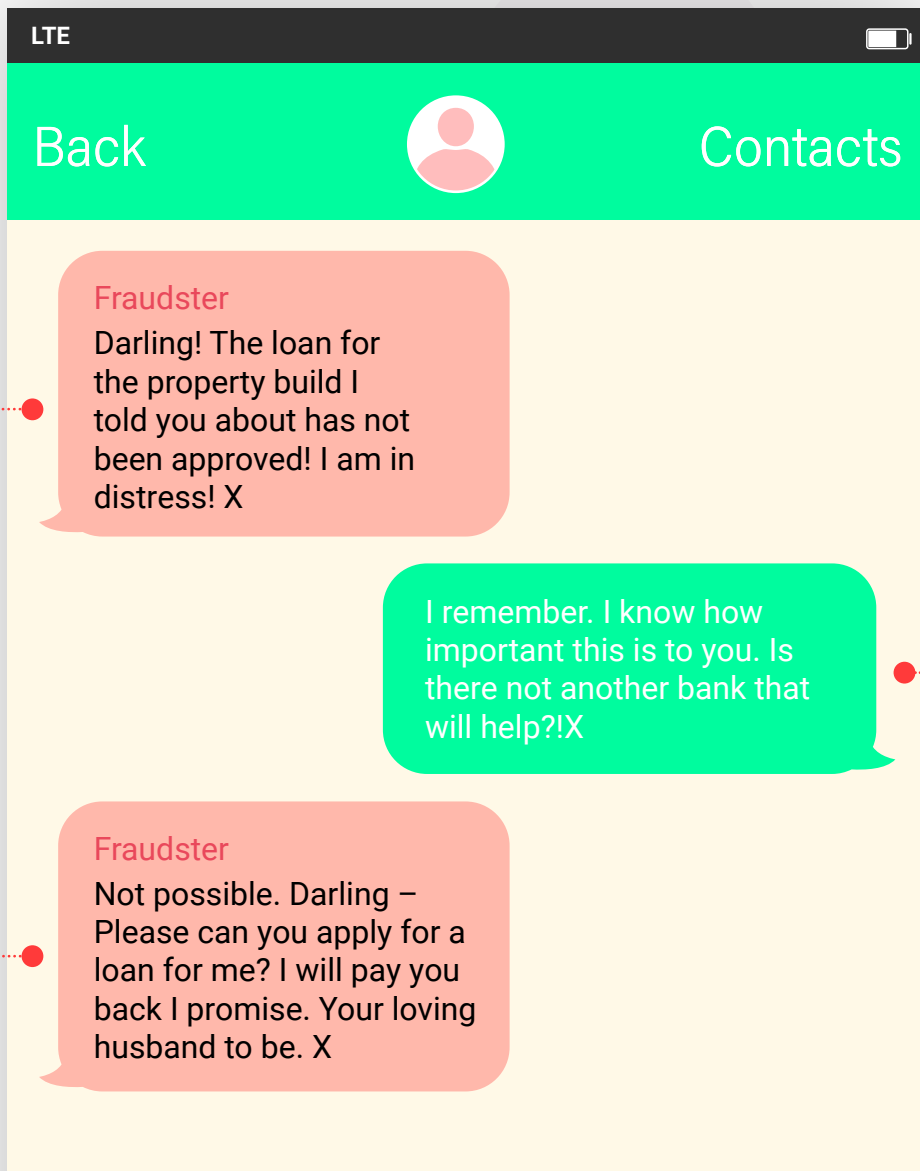 LTE
Back
Contacts
Fraudster
Darling! The loan for
the property build I
told you about has not
been approved! I am in
distress! X
I remember. I know how
important this is to you. Is
there not another bank that
will help?!X
Fraudster
Not possible. Darling –
Please can you apply for a
loan for me? I will pay you
back I promise. Your loving
husband to be. X